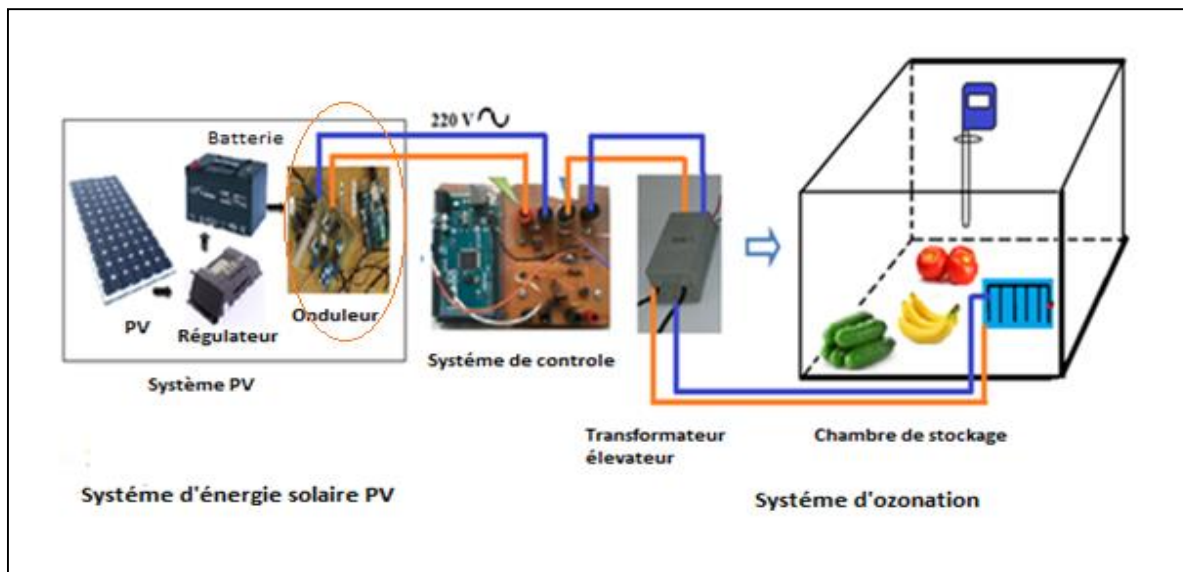 220 V
Batterie
PV
Régulateur
Onduleur
Système PV
Systéme de controle
Transformateur
élevateur
Chambre de stockage
Systéme d'énergie solaire PV
Systéme d'ozonation